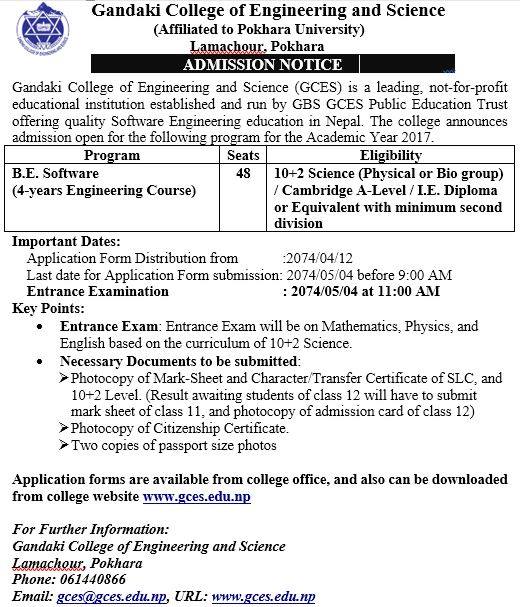 Gandaki College of Engineering and Science
(Affiliated to Pokhara University)
Lamachour, Pokhara
ADMISSION NOTICE
Gandaki College of Engineering and Science (GCES) is a leading, not-for-profit
educational institution established and run by GBS GCES Public Education Trust
offering quality Software Engineering education in Nepal. The college announces
admission open for the following program for the Academic Year 2017.
Program Seats Eligibility
B.E. Software 48 10+2 Science (Physical or Bio group)
(4-years Engineering Course) / Cambridge A-Level / I.E. Diploma
or Equivalent with minimum second
division
Important Dates:
Application Form Distribution from :2074/04/12
Last date for Application Form submission: 2074/05/04 before 9:00 AM
Entrance Examination : 2074/05/04 at 11:00 AM
Key Points:
• Entrance Exam: Entrance Exam will be on Mathematics, Physics, and
English based on the curriculum of 10+2 Science.
• Necessary Documents to be submitted:
➢Photocopy of Mark-Sheet and Character/Transfer Certificate of SLC, and
10+2 Level. (Result awaiting students of class 12 will have to submit
mark sheet of class 11, and photocopy of admission card of class 12)
➢Photocopy of Citizenship Certificate.
➢Two copies of passport size photos
Application forms are available from college office, and also can be downloaded
from college website www.gces.edu.np
For Further Information:
Gandaki College of Engineering and Science
Lamachour, Pokhara
Phone: 061440866
Email: gces@gces.edu.np, URL: www.gces.edu.np